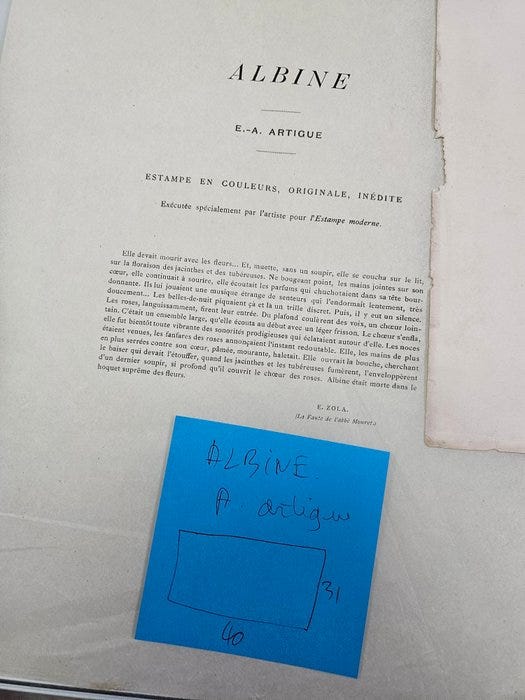 ALBINE
E.-A. ARTIGUE
ESTAMPE EN COULEURS, ORIGINALE, INÉDITE
Exécutée spécialement par l'artiste pour l'Estampe moderne.
Elle devait mourir avec les fleurs... Et, muette, sans un soupir, elle se coucha sur le lit,
sur la floraison des jacinthes et des tubéreuses. Ne bougeant point, les mains jointes sur son
cœur, elle continuait à sourire, elle écoutait les parfums qui chuchotaient dans sa tête bour-
donnante. Ils lui jouaient une musique étrange de senteurs qui l'endormait lentement, très
doucement... Les belles-de-nuit piquaient çà et là un trille discret. Puis, il y eut un silence.
Les roses, languissamment, firent leur entrée. Du plafond coulèrent des voix, un chœur loin-
tain. C'était un ensemble large, qu'elle écouta au début avec un léger frisson. Le chœur s'enfla,
elle fut bientôt toute vibrante des sonorités prodigieuses qui éclataient autour d'elle. Les noces
étaient venues, les fanfares des roses annonçaient l'instant redoutable. Elle, les mains de plus
en plus serrées contre son cœur, pâmée, mourante, haletait. Elle ouvrait la bouche, cherchant
le baiser qui devait l'étouffer, quand les jacinthes et les tubéreuses fumèrent, l'enveloppèrent
d'un dernier soupir, si profond qu'il couvrit le chœur des roses. Albine était morte dans le
hoquet suprême des fleurs.
E. ZOLA.
(La Faute de l'abbé Mouret.)
ALBINE
A. artigue
31
40